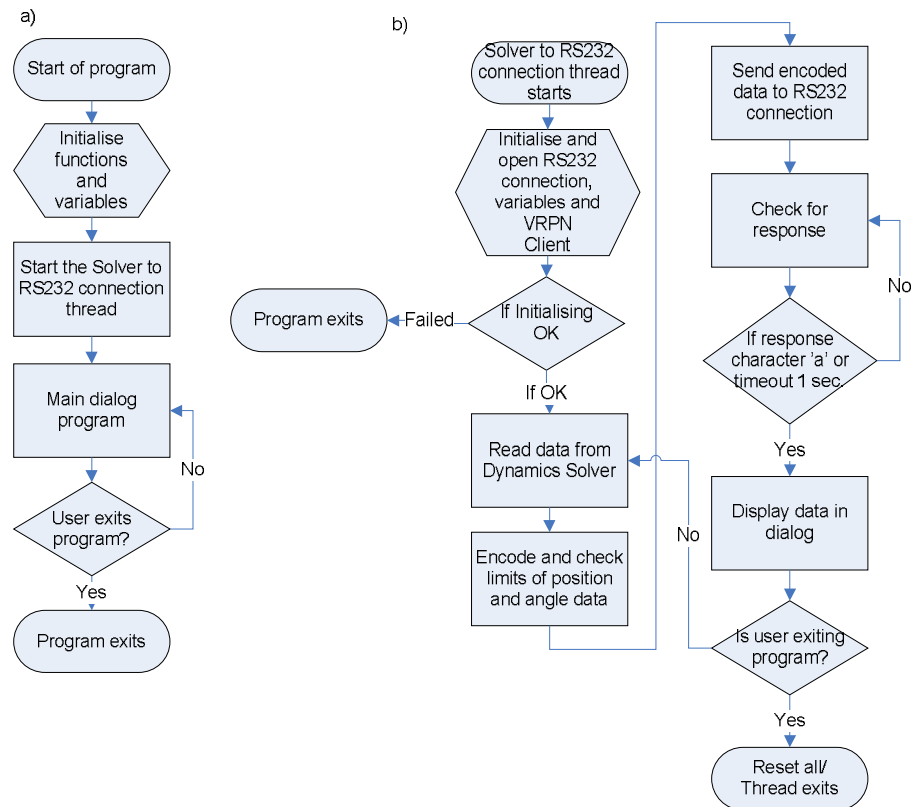 a)
Start of program
Initialise
functions
and
variables
Start the Solver to
RS232 connection
thread
Main dialog
program
No
User exits
program?
Yes
Program exits
b)
Solver to RS232
connection thread
starts
Initialise and
open RS232
connection,
variables and
VRPN
Client
If Initialising
OK
Failed
Program exits
If OK
Read data from
Dynamics Solver
Encode and check
limits of position
and angle data
Send encoded
data to RS232
connection
Check for
response
No
If response
character 'a' or
timeout 1 sec.
Yes
Display data in
dialog
No
Is user exiting
program?
Yes
Reset all/
Thread exits